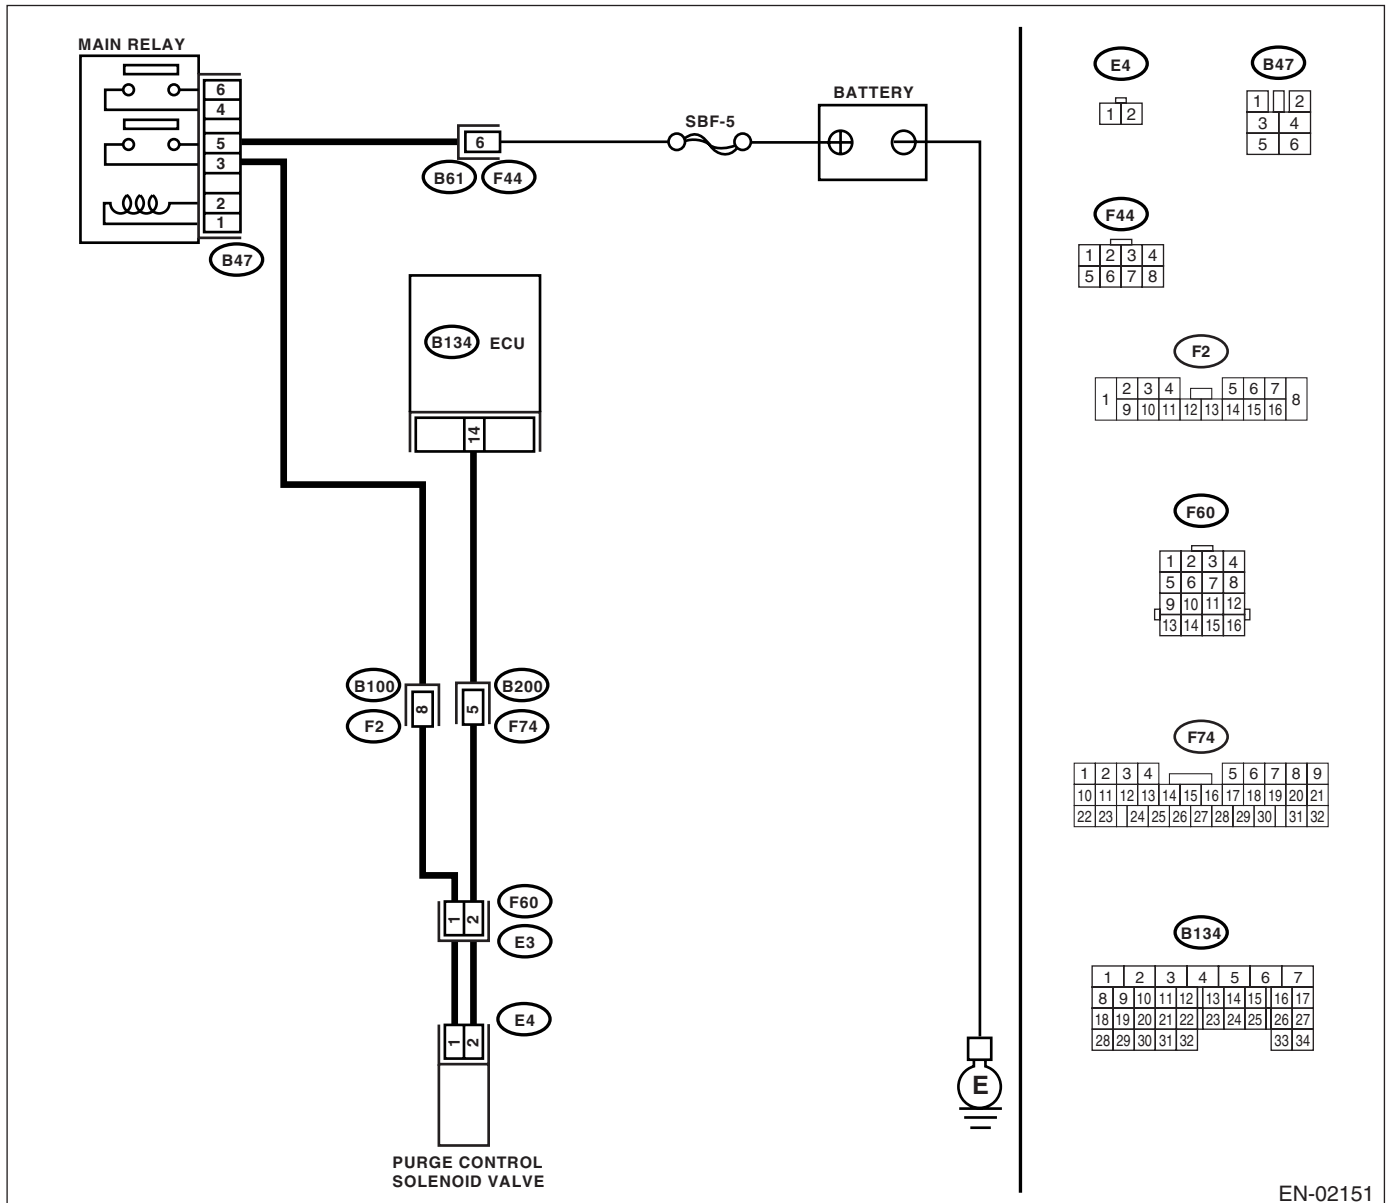 MAIN RELAY
6
4
5
3
2
1
B47
6
B61 F44
SBF-5
BATTERY
B134 ECU
14
B100
F2
8
5
B200
F74
1 2
F60
E3
1 2
E4
PURGE CONTROL
SOLENOID VALVE
E
E4
1 2
B47
1 2
3 4
5 6
F44
1 2 3 4
5 6 7 8
F2
1 2 3 4 5 6 7 8
9 10 11 12 13 14 15 16
F60
1 2 3 4
5 6 7 8
9 10 11 12
13 14 15 16
F74
1 2 3 4 5 6 7 8 9
10 11 12 13 14 15 16 17 18 19 20 21
22 23 24 25 26 27 28 29 30 31 32
B134
1 2 3 4 5 6 7
8 9 10 11 12 13 14 15 16 17
18 19 20 21 22 23 24 25 26 27
28 29 30 31 32 33 34
EN-02151